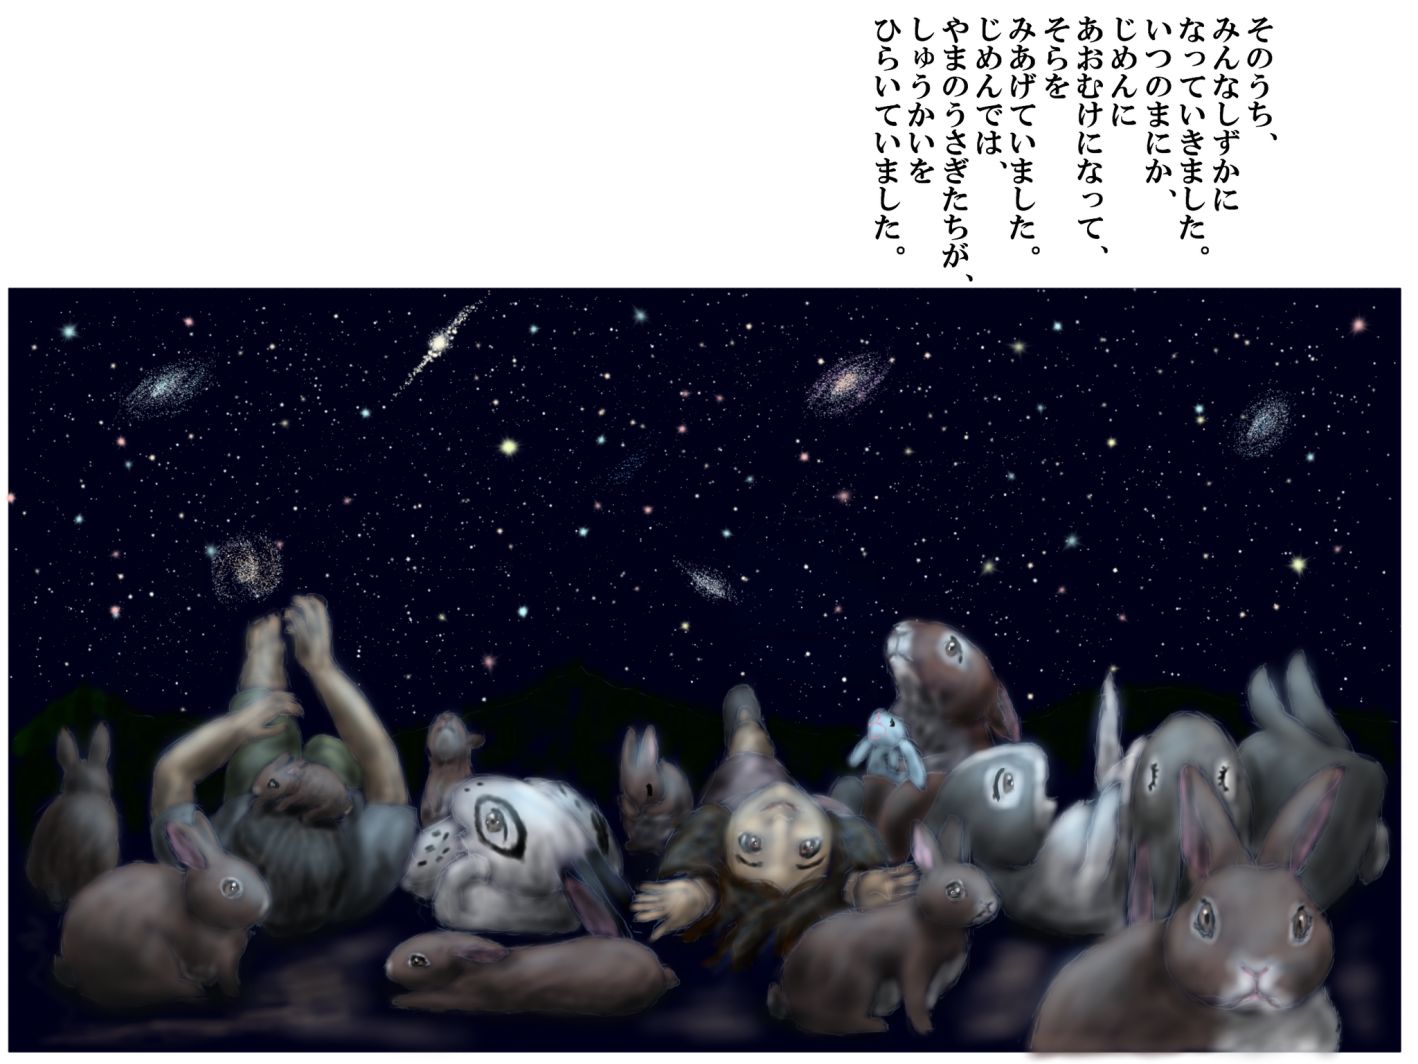 そのうち、
みんなしずかに
なっていきました。
いつのまにか、
じめんに
あおむけになって、
そらを
みあげていました。
じめんでは、
やまのうさぎたちが、
しゅうかいを
ひらいていました。